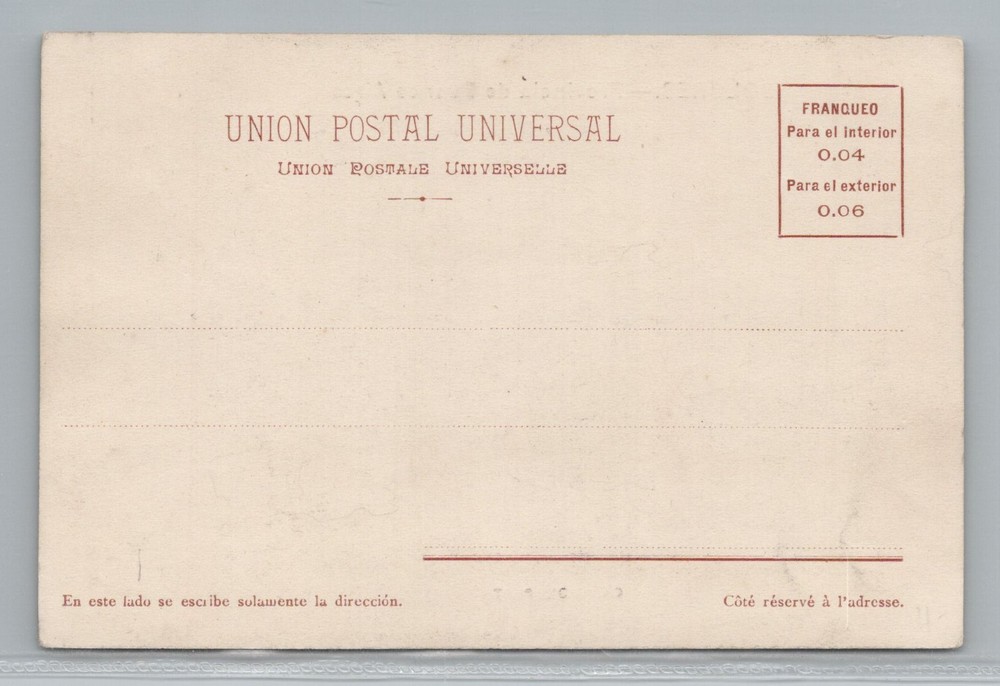 UNION POSTAL UNIVERSAL
UNION POSTALE UNIVERSELLE
FRANQUEO
Para el interior
0.04
Para el exterior
0.06
En este lado se escribe solamente la dirección.
Côté réservé à l'adresse.